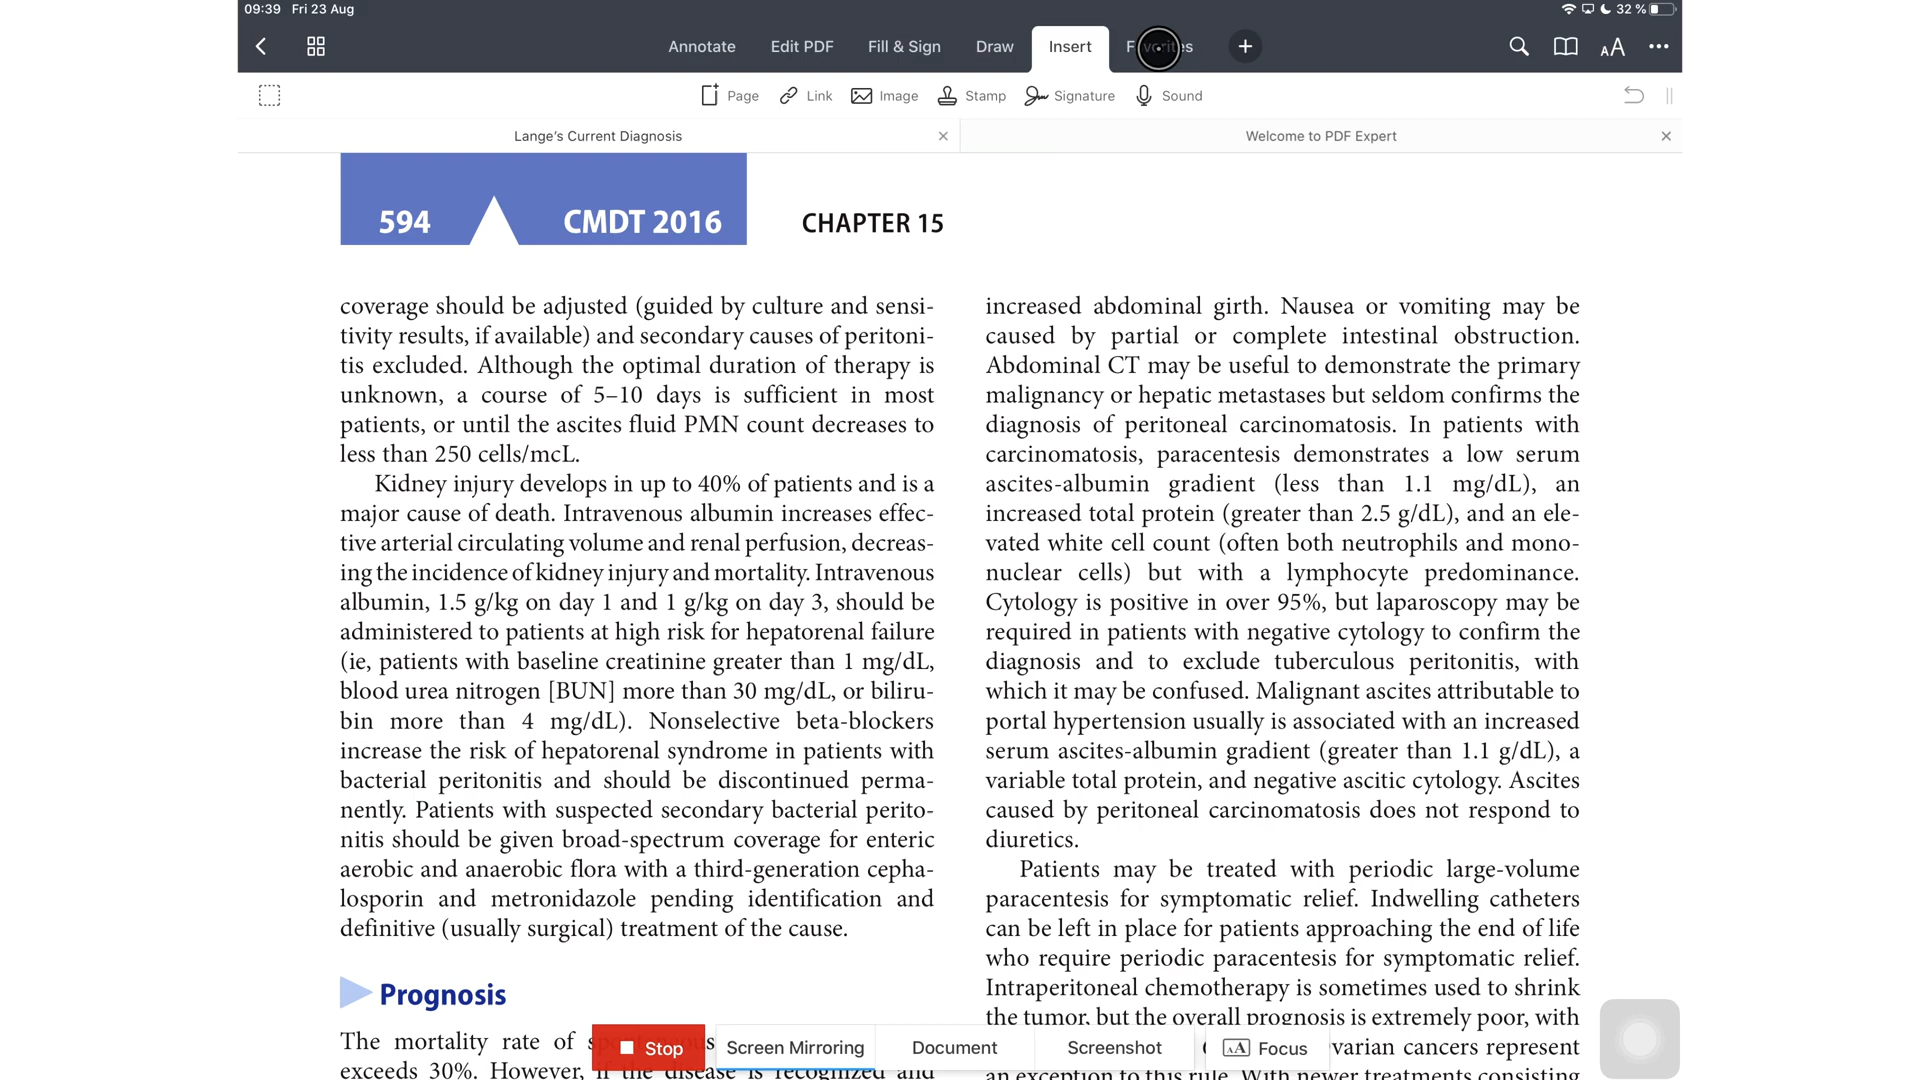 09:39 Fri 23 Aug
32 %
Annotate Edit PDF Fill & Sign Draw Insert Favorites
AA
Page Link Image Stamp Signature Sound
Lange's Current Diagnosis
Welcome to PDF Expert
594 CMDT 2016 CHAPTER 15
coverage should be adjusted (guided by culture and sensi-
tivity results, if available) and secondary causes of peritoni-
tis excluded. Although the optimal duration of therapy is
unknown, a course of 5–10 days is sufficient in most
patients, or until the ascites fluid PMN count decreases to
less than 250 cells/mcL.
Kidney injury develops in up to 40% of patients and is a
major cause of death. Intravenous albumin increases effec-
tive arterial circulating volume and renal perfusion, decreas-
ing the incidence of kidney injury and mortality. Intravenous
albumin, 1.5 g/kg on day 1 and 1 g/kg on day 3, should be
administered to patients at high risk for hepatorenal failure
(ie, patients with baseline creatinine greater than 1 mg/dL,
blood urea nitrogen [BUN] more than 30 mg/dL, or biliru-
bin more than 4 mg/dL). Nonselective beta-blockers
increase the risk of hepatorenal syndrome in patients with
bacterial peritonitis and should be discontinued perma-
nently. Patients with suspected secondary bacterial perito-
nitis should be given broad-spectrum coverage for enteric
aerobic and anaerobic flora with a third-generation cepha-
losporin and metronidazole pending identification and
definitive (usually surgical) treatment of the cause.
Prognosis
The mortality rate of
exceeds 30%. However, if the disease is recognized and
increased abdominal girth. Nausea or vomiting may be
caused by partial or complete intestinal obstruction.
Abdominal CT may be useful to demonstrate the primary
malignancy or hepatic metastases but seldom confirms the
diagnosis of peritoneal carcinomatosis. In patients with
carcinomatosis, paracentesis demonstrates a low serum
ascites-albumin gradient (less than 1.1 mg/dL), an
increased total protein (greater than 2.5 g/dL), and an ele-
vated white cell count (often both neutrophils and mono-
nuclear cells) but with a lymphocyte predominance.
Cytology is positive in over 95%, but laparoscopy may be
required in patients with negative cytology to confirm the
diagnosis and to exclude tuberculous peritonitis, with
which it may be confused. Malignant ascites attributable to
portal hypertension usually is associated with an increased
serum ascites-albumin gradient (greater than 1.1 g/dL), a
variable total protein, and negative ascitic cytology. Ascites
caused by peritoneal carcinomatosis does not respond to
diuretics.
Patients may be treated with periodic large-volume
paracentesis for symptomatic relief. Indwelling catheters
can be left in place for patients approaching the end of life
who require periodic paracentesis for symptomatic relief.
Intraperitoneal chemotherapy is sometimes used to shrink
the tumor, but the overall prognosis is extremely poor, with
varian cancers represent
an exception to this rule. With newer treatments consisting
Stop Screen Mirroring Document Screenshot AA Focus